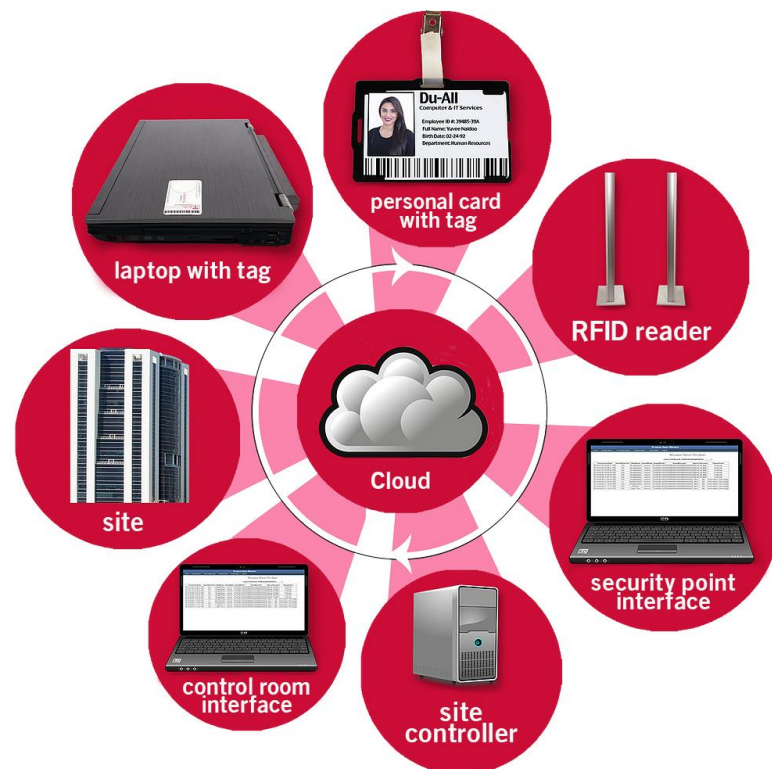 Du-All
Computer & IT Services
Employee ID #: 39485-39A
Full Name: Yuvee Naidoo
Birth Date: 02-24-92
Department: Human Resources
personal card
with tag
laptop with tag
RFID reader
Cloud
site
security point
interface
control room
interface
site
controller